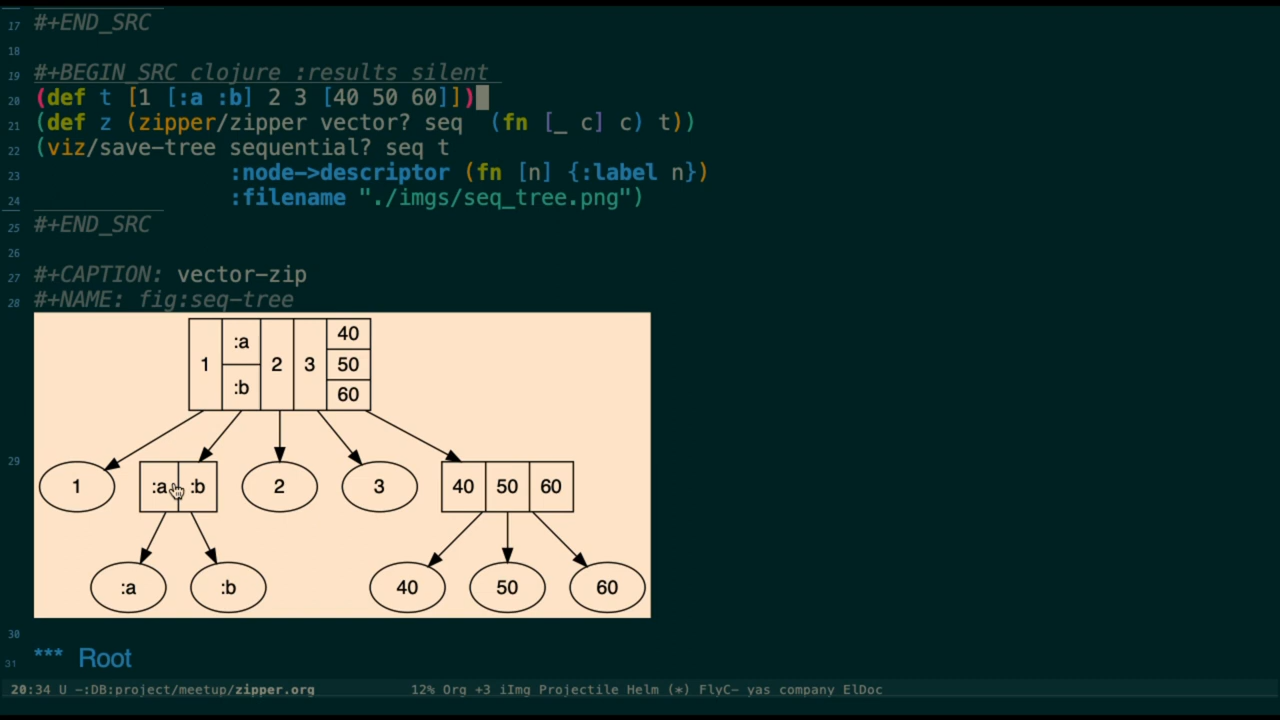 17 #+END_SRC
18
19 #+BEGIN_SRC clojure :results silent
20 (def t [1 [:a :b] 2 3 [40 50 60]])
21 (def z (zipper/zipper vector? seq  (fn [_ c] c) t))
22 (viz/save-tree sequential? seq t
23 :node->descriptor (fn [n] {:label n})
24 :filename "./imgs/seq_tree.png")
25 #+END_SRC
26
27 #+CAPTION: vector-zip
28 #+NAME: fig:seq-tree
1 :a :b 2 3 40 50 60
29
1 :a :b 2 3 40 50 60
:a :b 40 50 60
30
31 *** Root
20:34 U -:DB:project/meetup/zipper.org 12% Org +3 iImg Projectile Helm (*) FlyC- yas company ElDoc